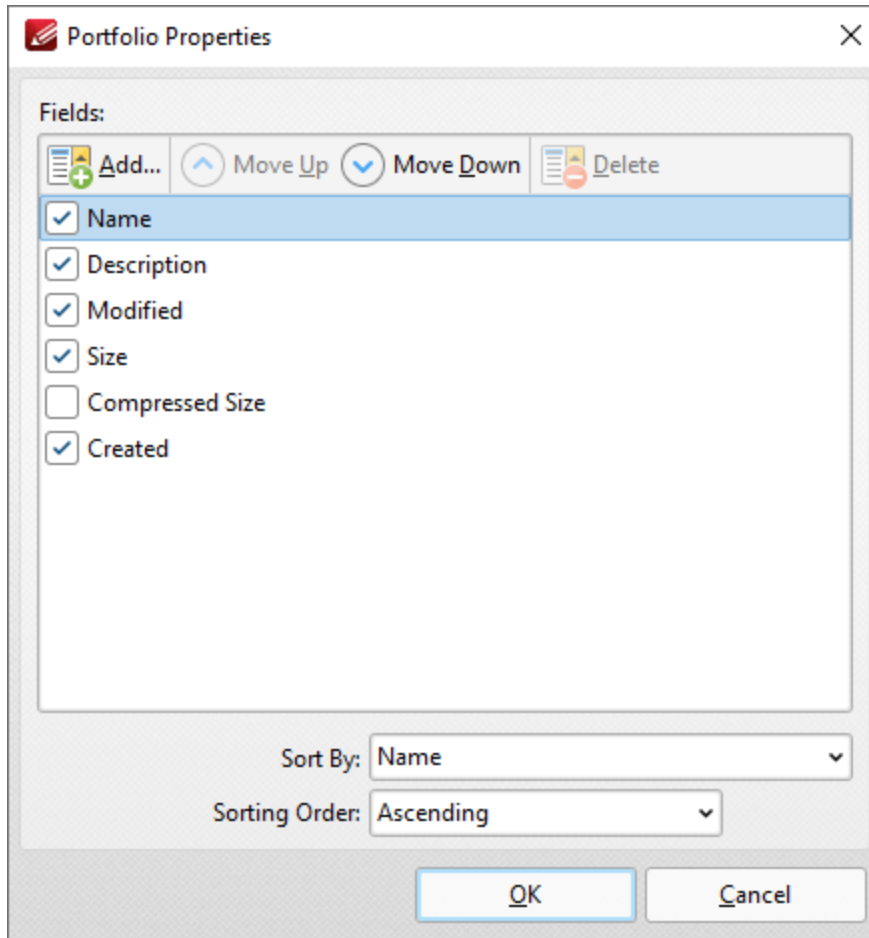 Portfolio Properties
Fields:
Add... Move Up Move Down Delete
Name
Description
Modified
Size
Compressed Size
Created
Sort By: Name
Sorting Order: Ascending
OK Cancel